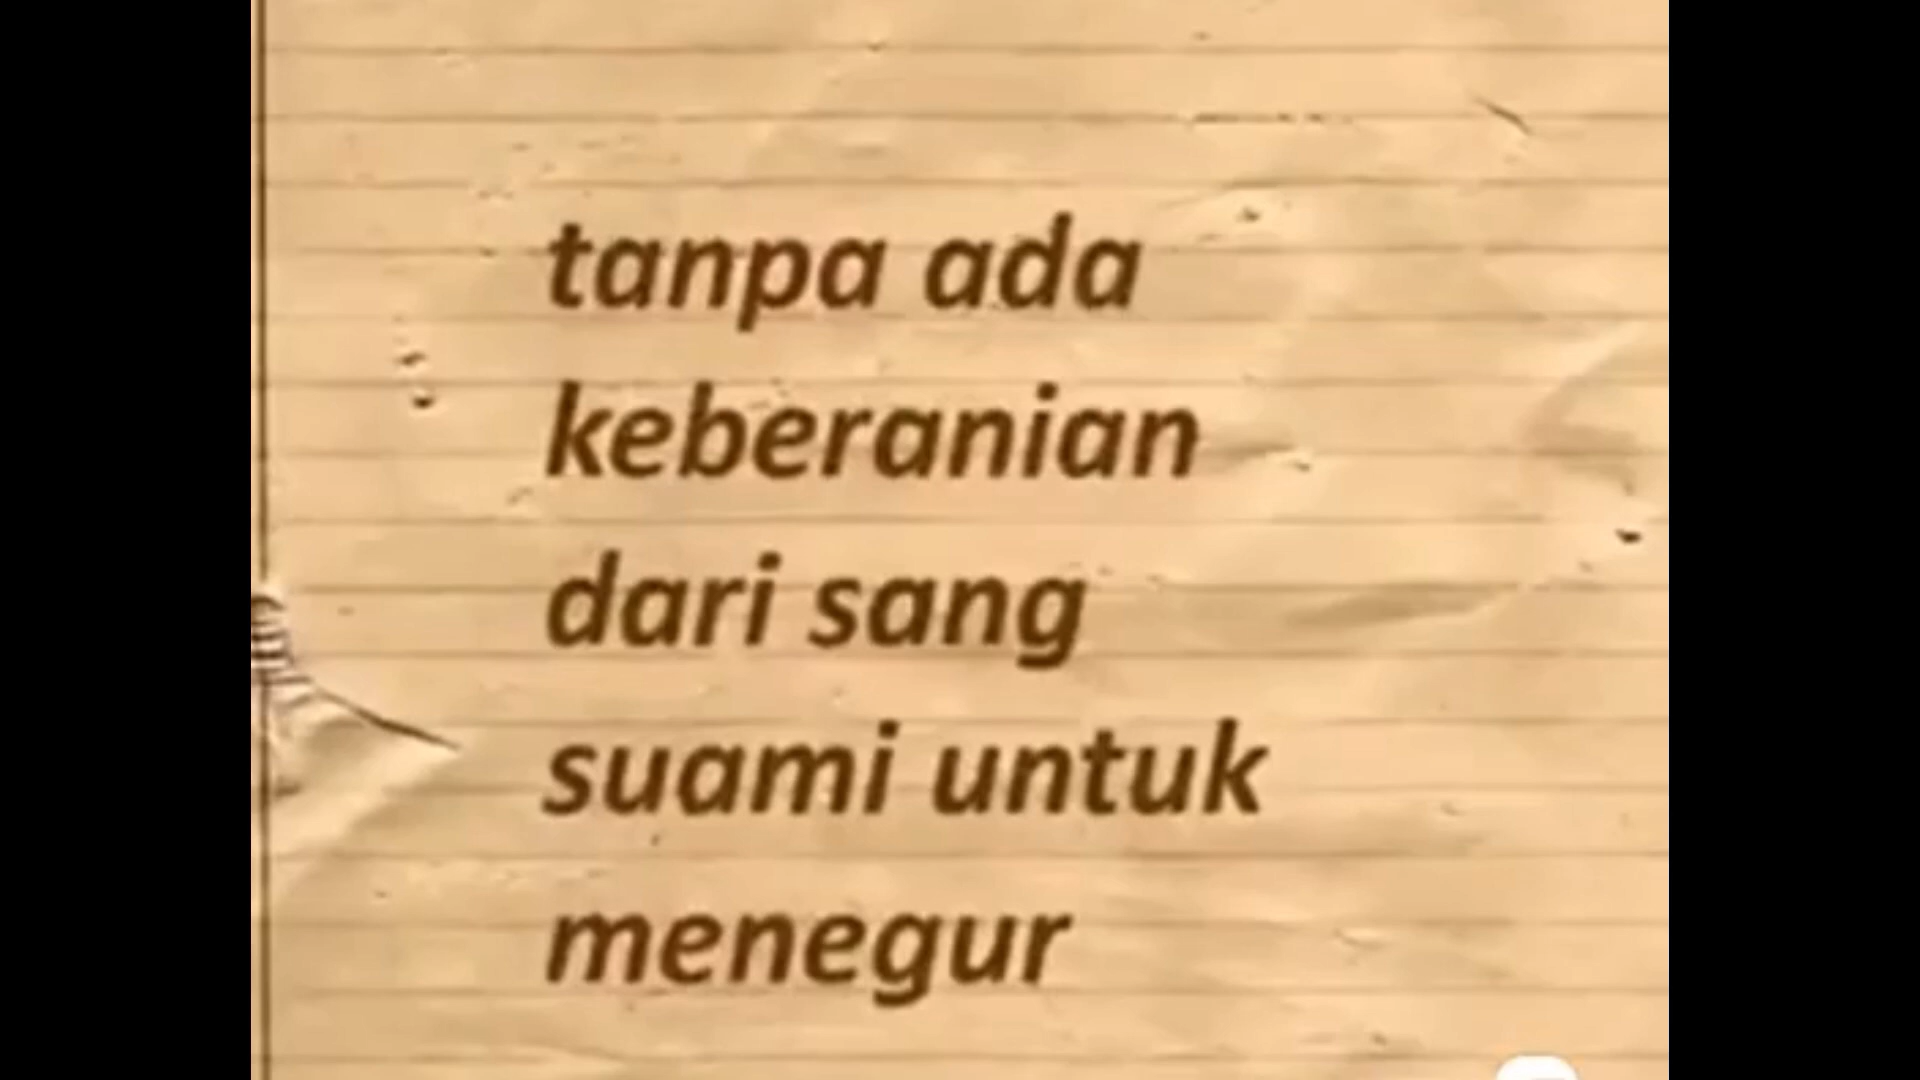 tanpa ada
keberanian
dari sang
suami untuk
menegur